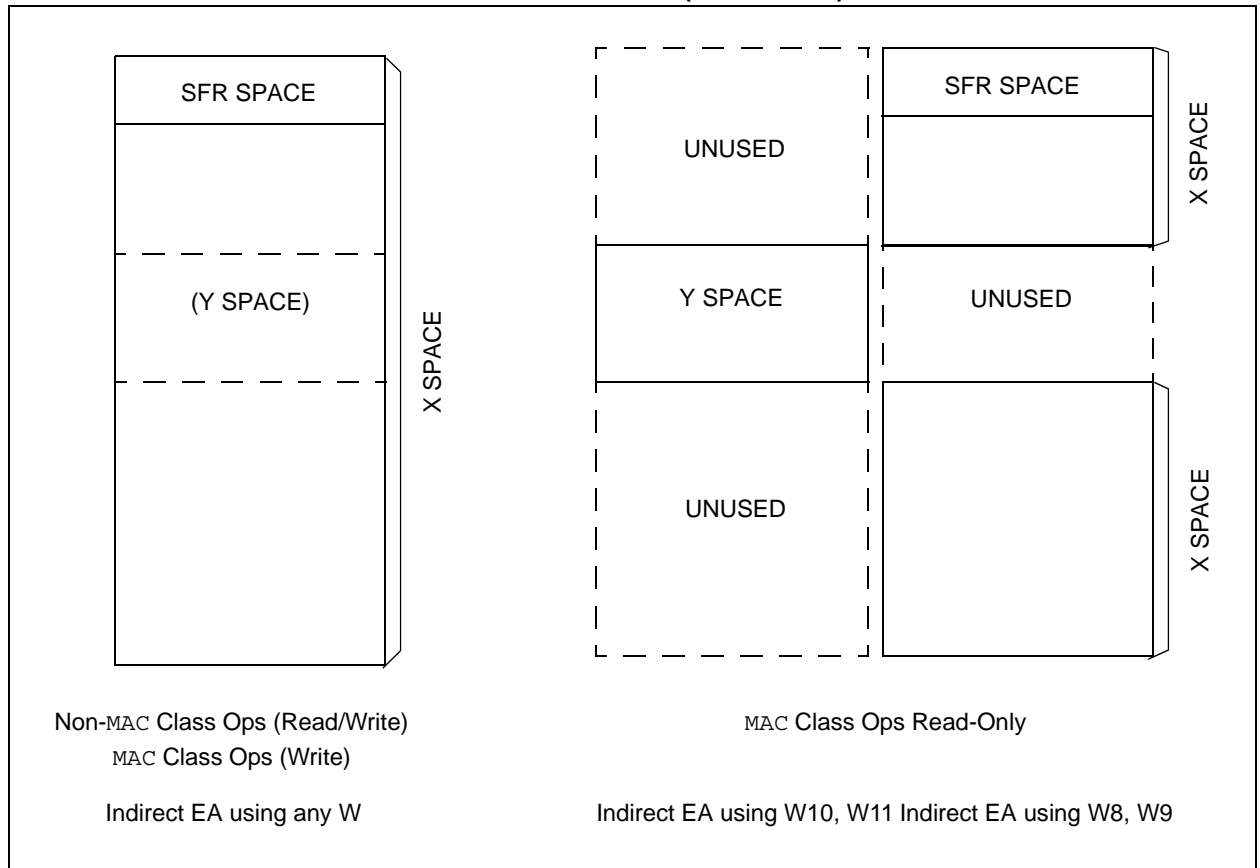 SFR SPACE
(Y SPACE)
X SPACE
Non-MAC Class Ops (Read/Write)
MAC Class Ops (Write)
Indirect EA using any W
UNUSED
Y SPACE
UNUSED
SFR SPACE
UNUSED
X SPACE
X SPACE
MAC Class Ops Read-Only
Indirect EA using W10, W11 Indirect EA using W8, W9